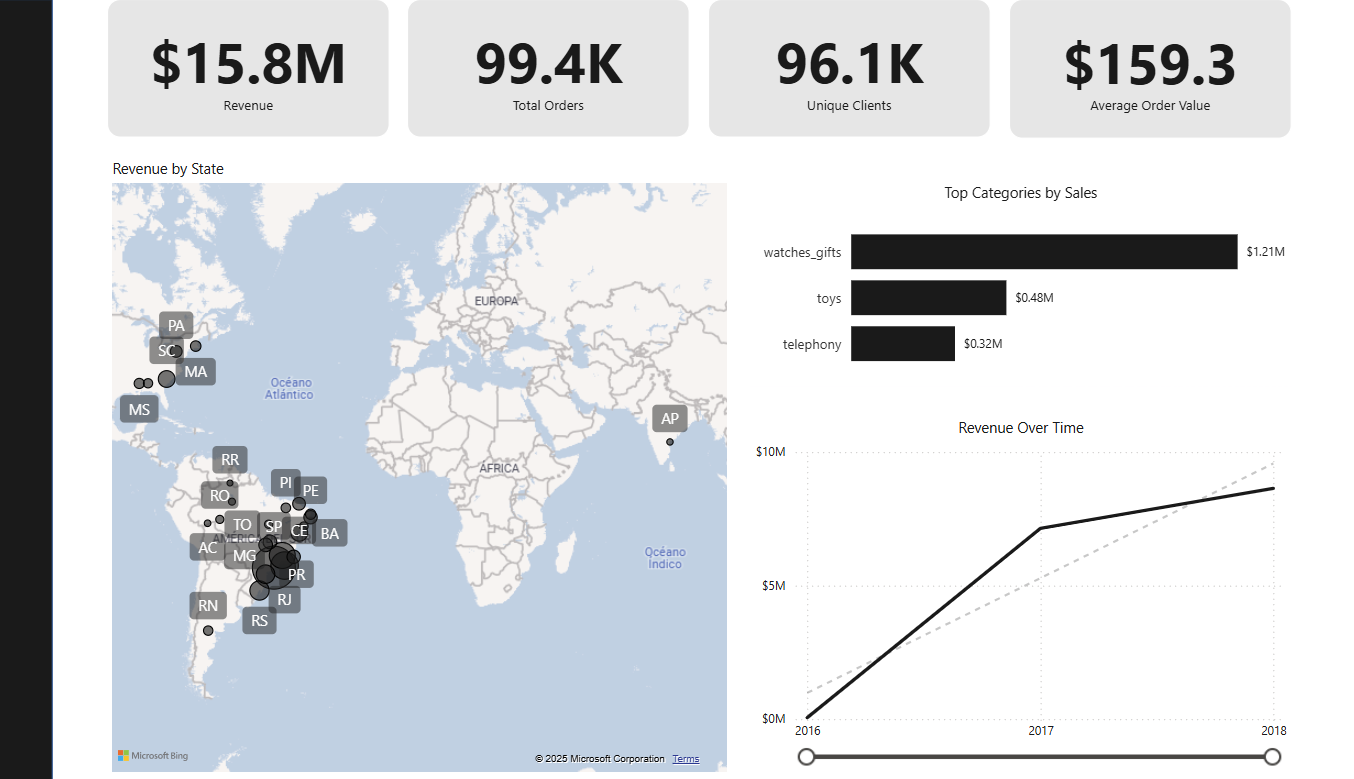 $15.8M
Revenue
99.4K
Total Orders
96.1K
Unique Clients
$159.3
Average Order Value
Revenue by State
EUROPA
PA
SC
MA
MS
Océano
Atlántico
AP
ÁFRICA
RR
RO
PI
PE
TO
SP
CE
BA
AC
MG
PR
RJ
RN
RS
Océano
Índico
Microsoft Bing
© 2025 Microsoft Corporation Terms
Top Categories by Sales
watches_gifts $1.21M
toys $0.48M
telephony $0.32M
Revenue Over Time
$10M
$5M
$0M
2016 2017 2018